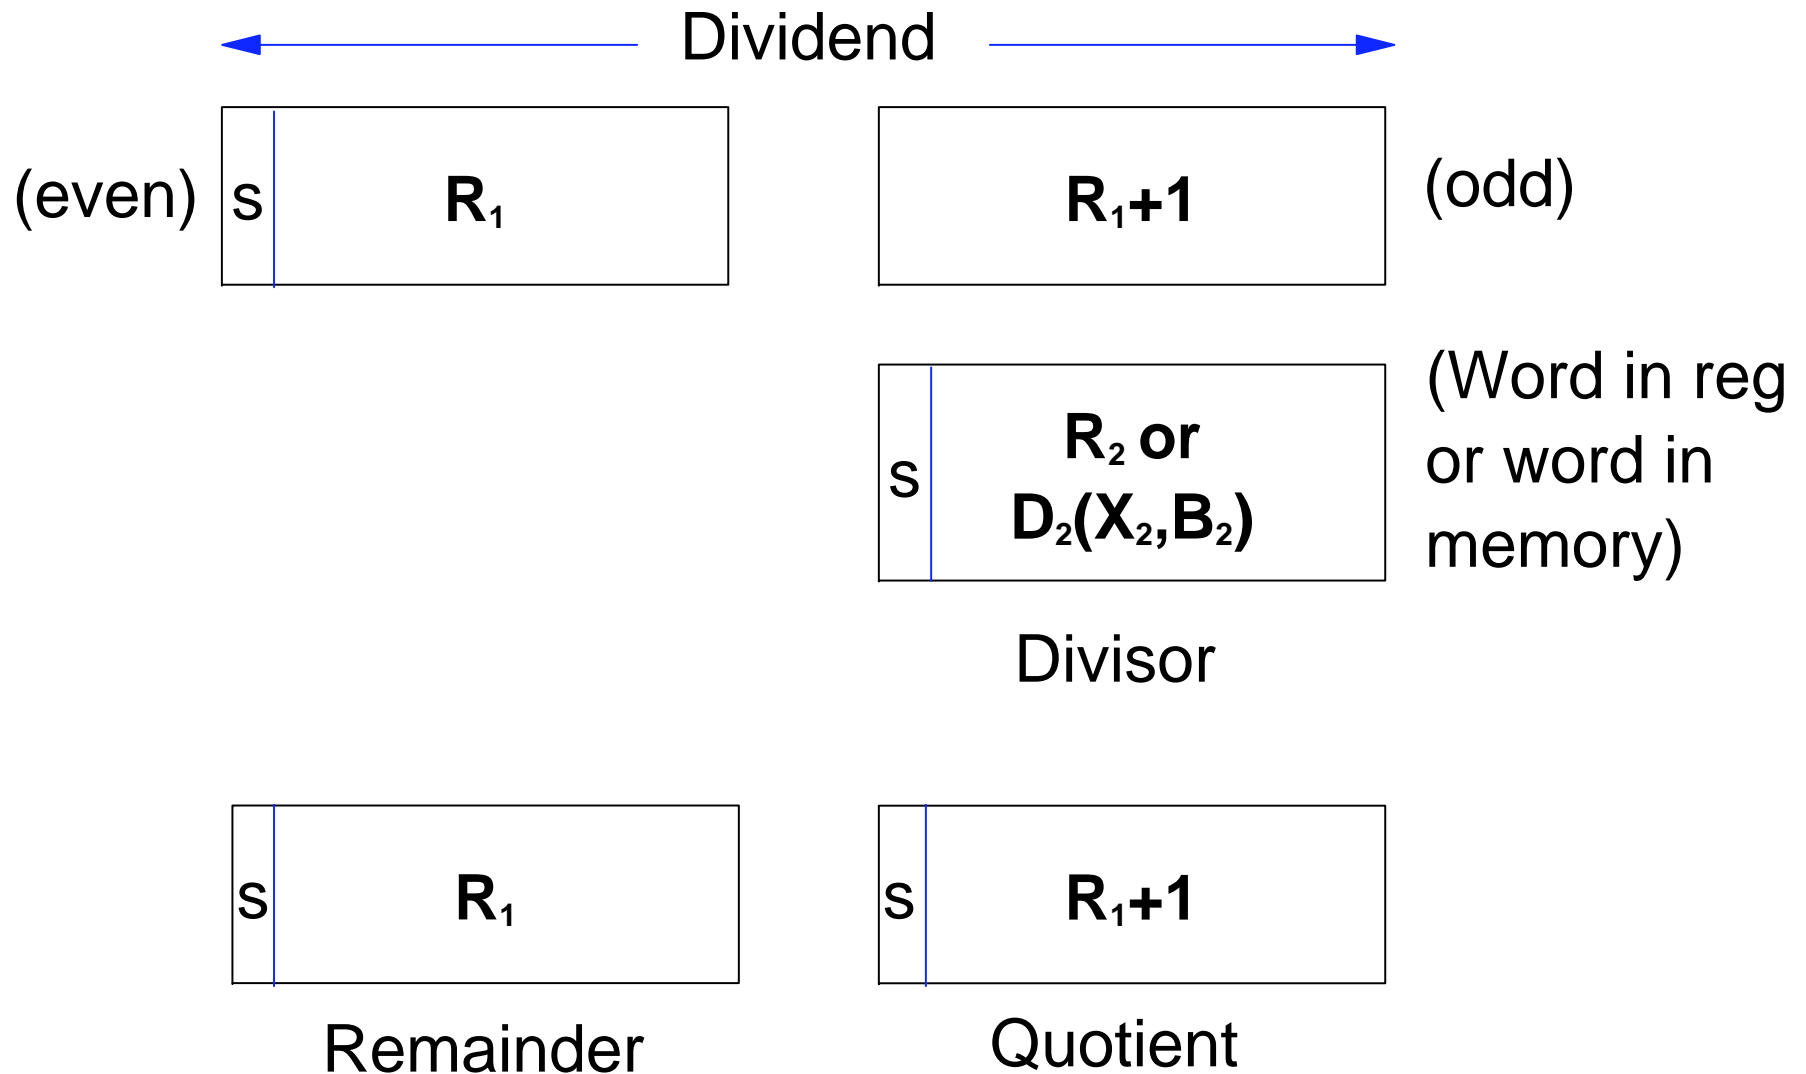 Dividend
(even) s R₁ R₁+1 (odd)
s R₂ or
D₂(X₂,B₂)
(Word in reg
or word in
memory)
Divisor
s R₁ s R₁+1
Remainder Quotient